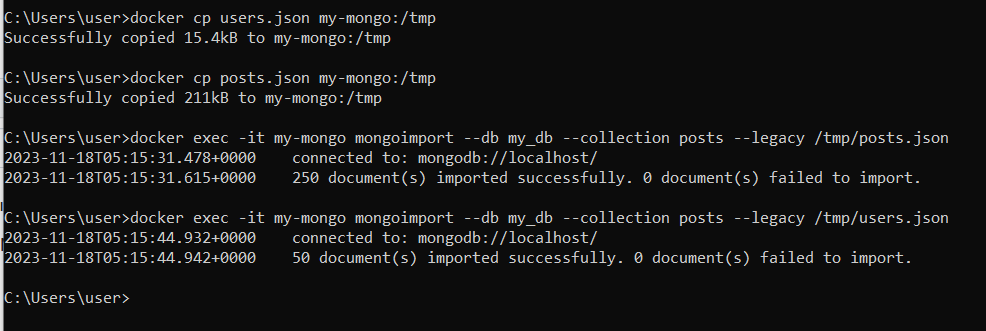 C:\Users\user>docker cp users.json my-mongo:/tmp
Successfully copied 15.4kB to my-mongo:/tmp
C:\Users\user>docker cp posts.json my-mongo:/tmp
Successfully copied 211kB to my-mongo:/tmp
C:\Users\user>docker exec -it my-mongo mongoimport --db my_db --collection posts --legacy /tmp/posts.json
2023-11-18T05:15:31.478+0000    connected to: mongodb://localhost/
2023-11-18T05:15:31.615+0000    250 document(s) imported successfully. 0 document(s) failed to import.
C:\Users\user>docker exec -it my-mongo mongoimport --db my_db --collection posts --legacy /tmp/users.json
2023-11-18T05:15:44.932+0000    connected to: mongodb://localhost/
2023-11-18T05:15:44.942+0000    50 document(s) imported successfully. 0 document(s) failed to import.
C:\Users\user>